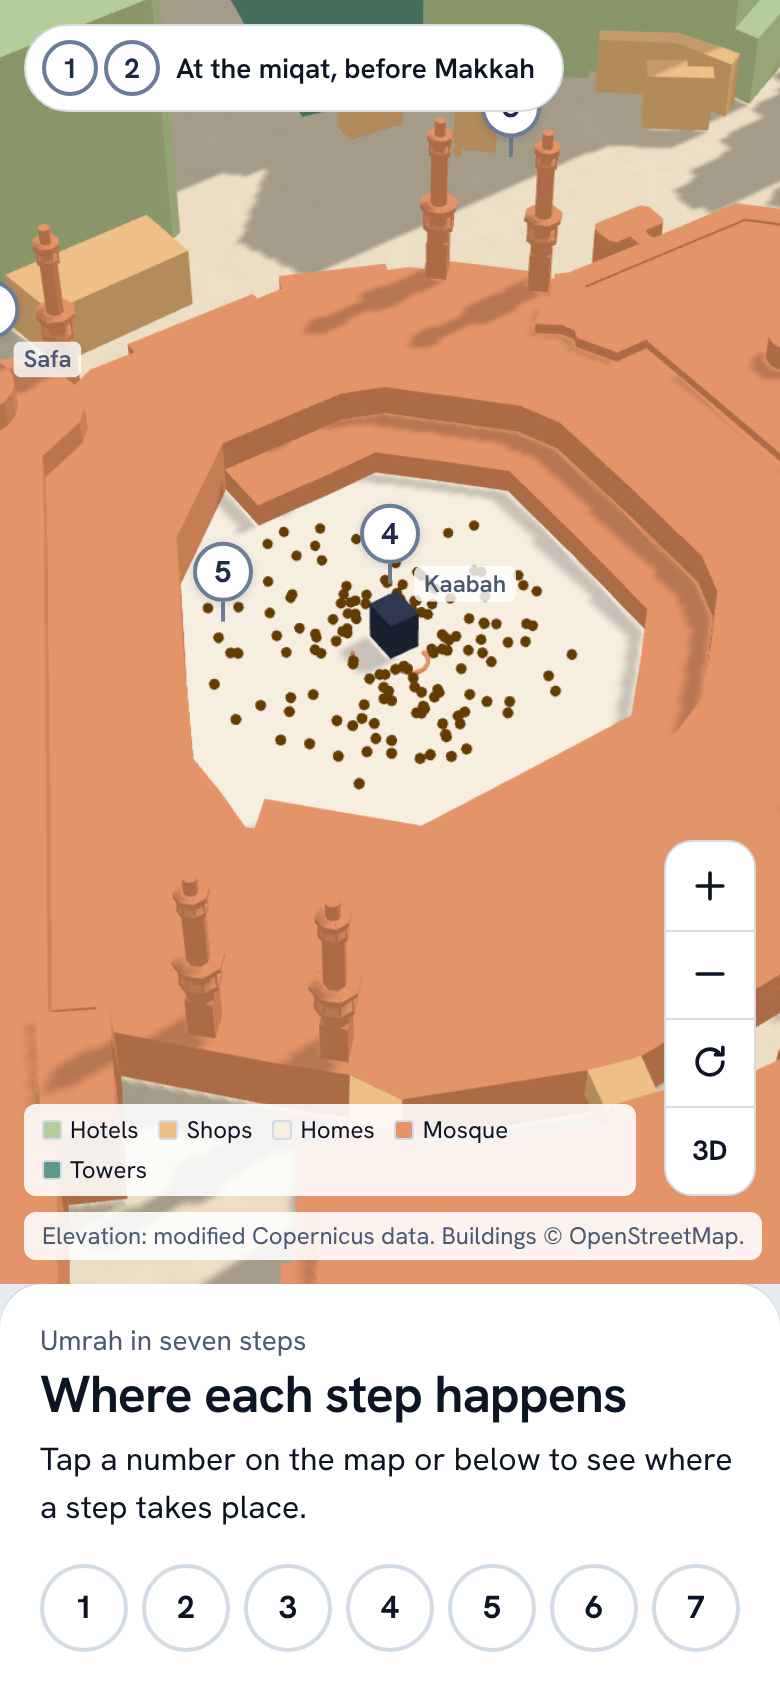 1 2 At the miqat, before Makkah
Safa
4
5
Kaabah
+
−
3D
Hotels Shops Homes Mosque
Towers
Elevation: modified Copernicus data. Buildings © OpenStreetMap.
Umrah in seven steps
Where each step happens
Tap a number on the map or below to see where
a step takes place.
1 2 3 4 5 6 7